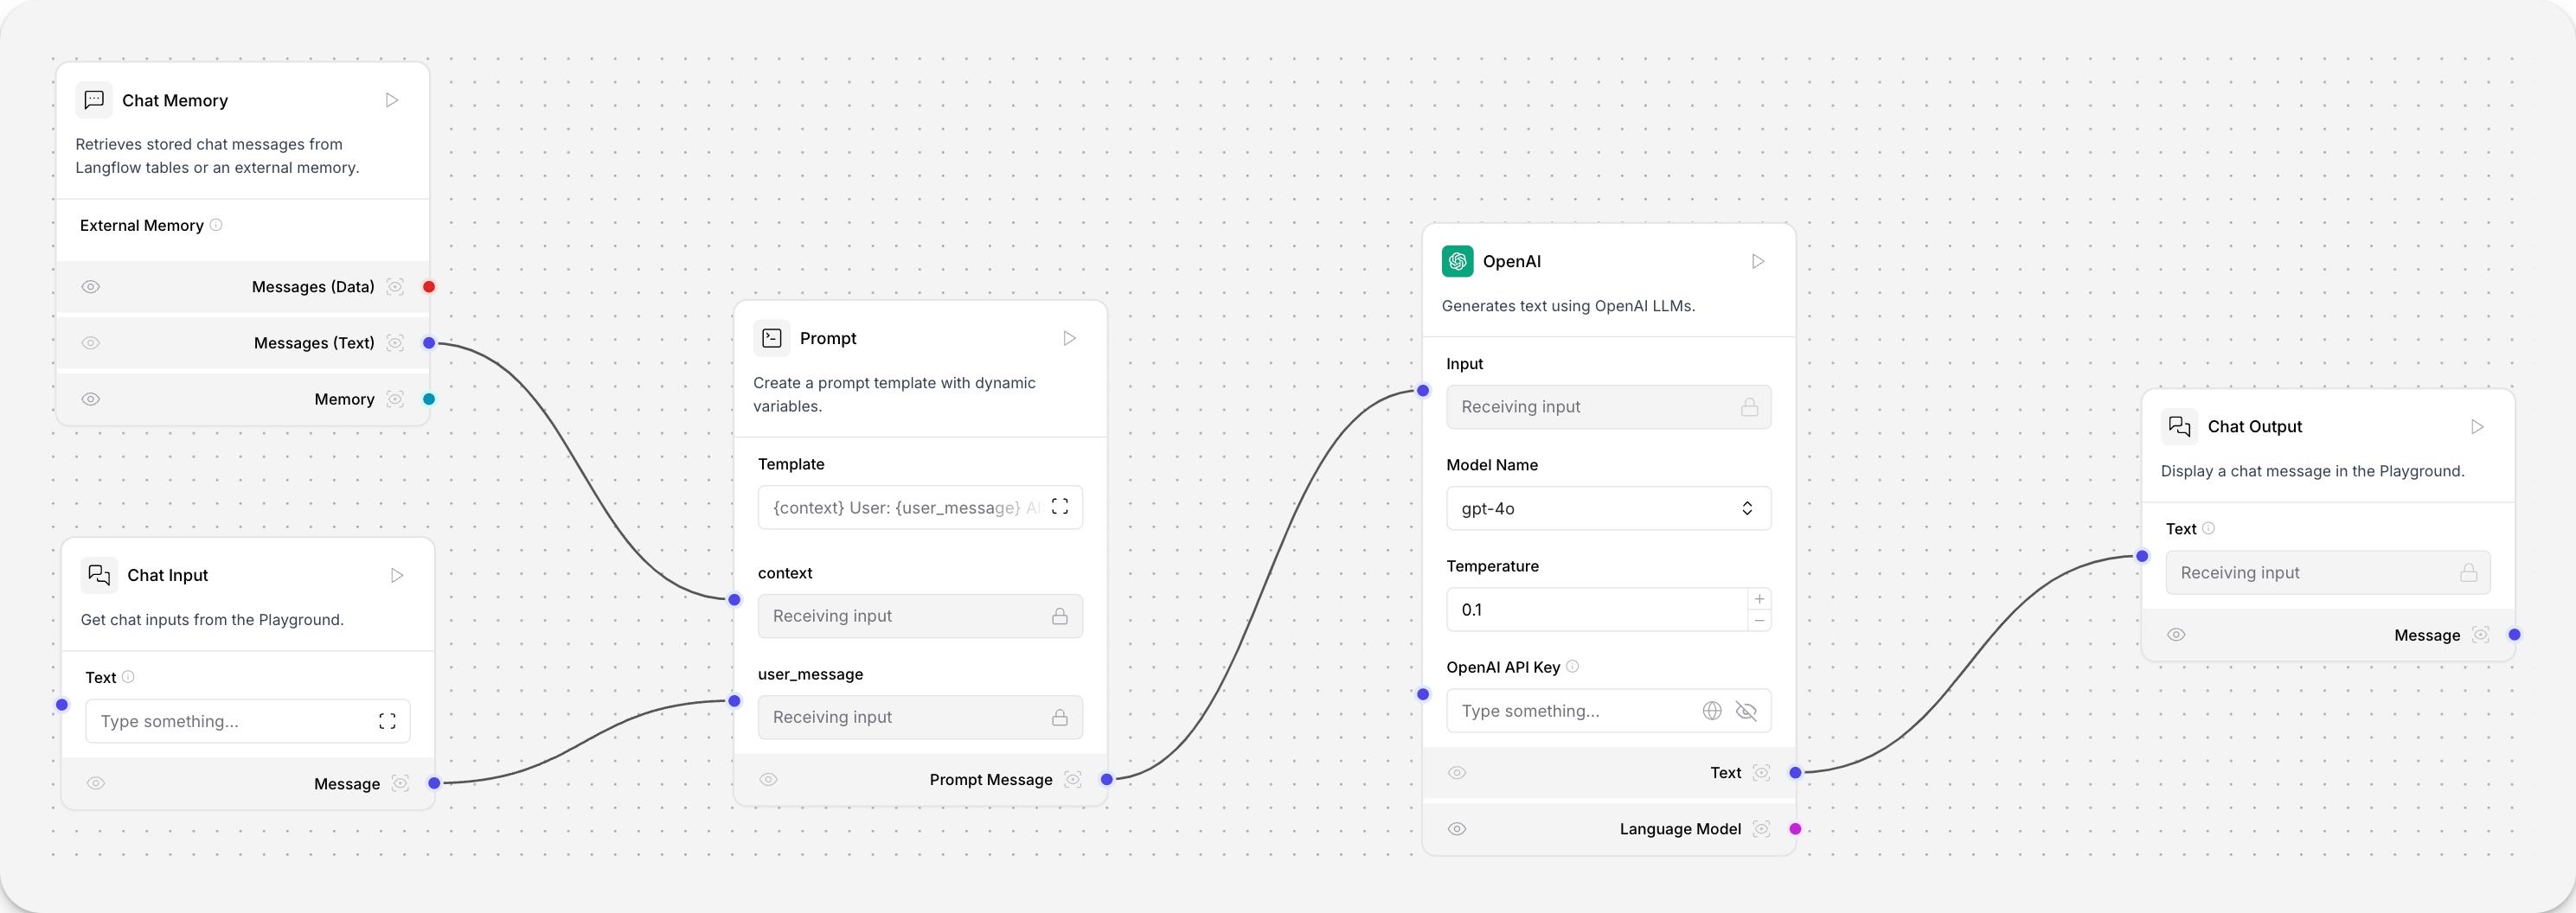 Chat Memory
Retrieves stored chat messages from
Langflow tables or an external memory.
External Memory
Messages (Data)
Messages (Text)
Memory
Chat Input
Get chat inputs from the Playground.
Text
Type something...
Message
Prompt
Create a prompt template with dynamic
variables.
Template
{context} User: {user_message} AI:
context
Receiving input
user_message
Receiving input
Prompt Message
OpenAI
Generates text using OpenAI LLMs.
Input
Receiving input
Model Name
gpt-4o
Temperature
0.1
OpenAI API Key
Type something...
Text
Language Model
Chat Output
Display a chat message in the Playground.
Text
Receiving input
Message